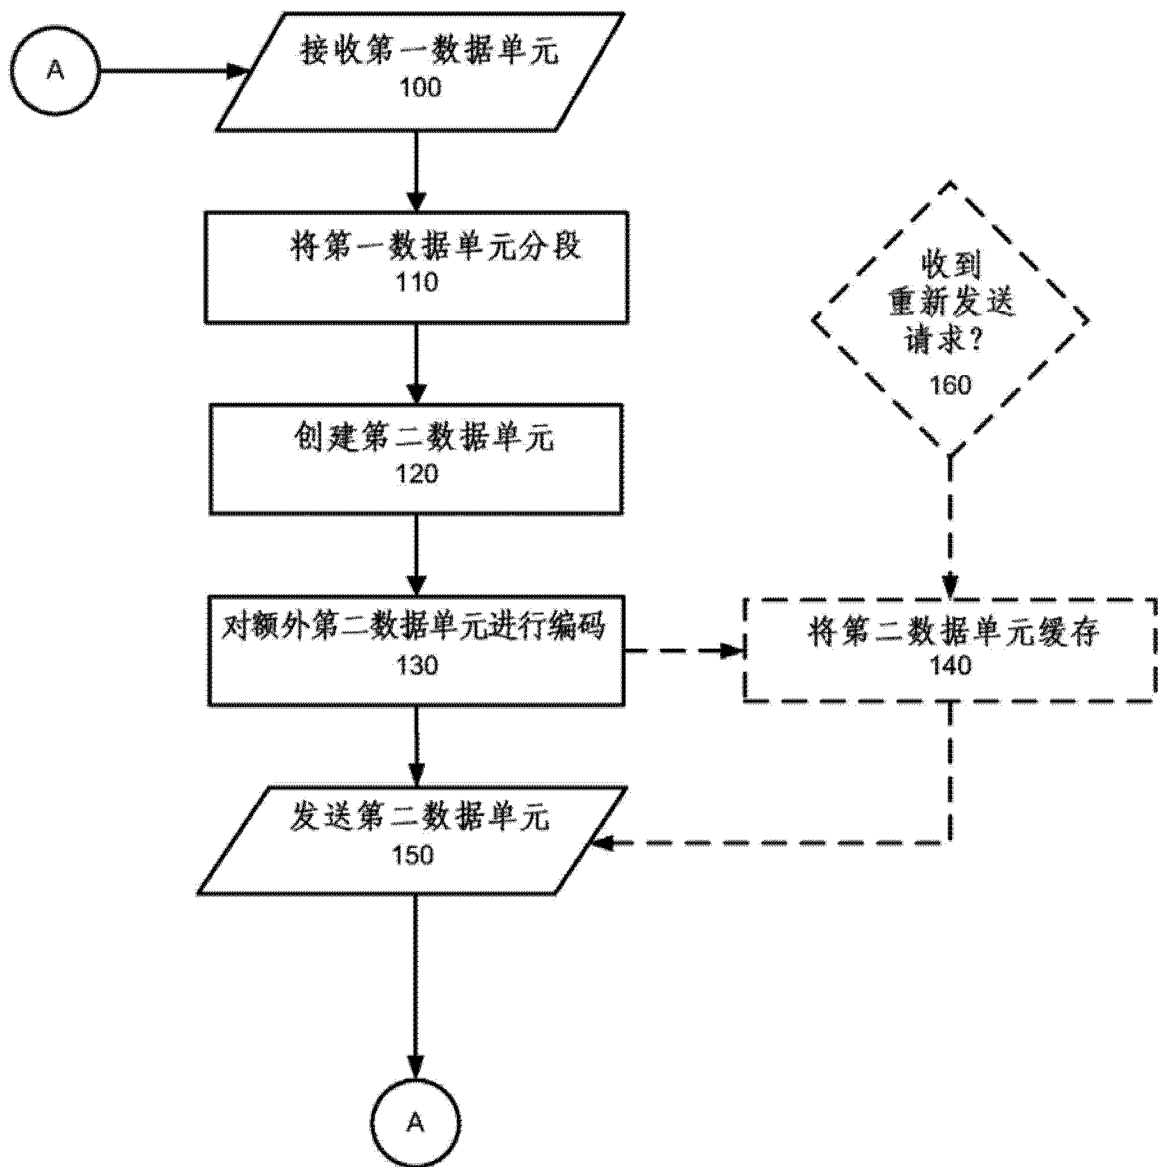 A
接收第一数据单元
100
将第一数据单元分段
110
创建第二数据单元
120
对额外第二数据单元进行编码
130
发送第二数据单元
150
A
收到
重新发送
请求?
160
将第二数据单元缓存
140